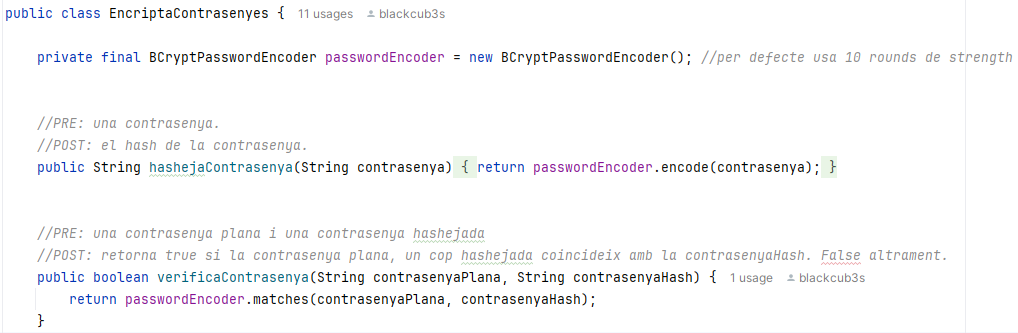 public class EncriptaContrasenyes { 11 usages blackcub3s
private final BCryptPasswordEncoder passwordEncoder = new BCryptPasswordEncoder(); //per defecte usa 10 rounds de strength
//PRE: una contrasenya.
//POST: el hash de la contrasenya.
public String hashejaContrasenya(String contrasenya) { return passwordEncoder.encode(contrasenya); }
//PRE: una contrasenya plana i una contrasenya hashejada
//POST: retorna true si la contrasenya plana, un cop hashejada coincideix amb la contrasenyaHash. False altrament.
public boolean verificaContrasenya(String contrasenyaPlana, String contrasenyaHash) { 1 usage blackcub3s
return passwordEncoder.matches(contrasenyaPlana, contrasenyaHash);
}